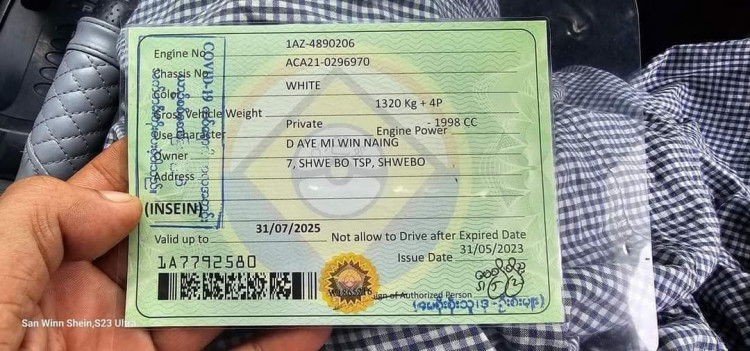 Engine No 1AZ-4890206
Chassis No ACA21-0296970
Color WHITE
Gross Vehicle Weight 1320 Kg + 4P
Use character Private Engine Power - 1998 CC
Owner D AYE MI WIN NAING
Address 7, SHWE BO TSP, SHWEBO
COVID-19
(INSEIN)
Valid up to 31/07/2025 Not allow to Drive after Expired Date
Issue Date 31/05/2023
1A7792580
Sign of Authorized Person
San Winn Shein,S23 Ultra